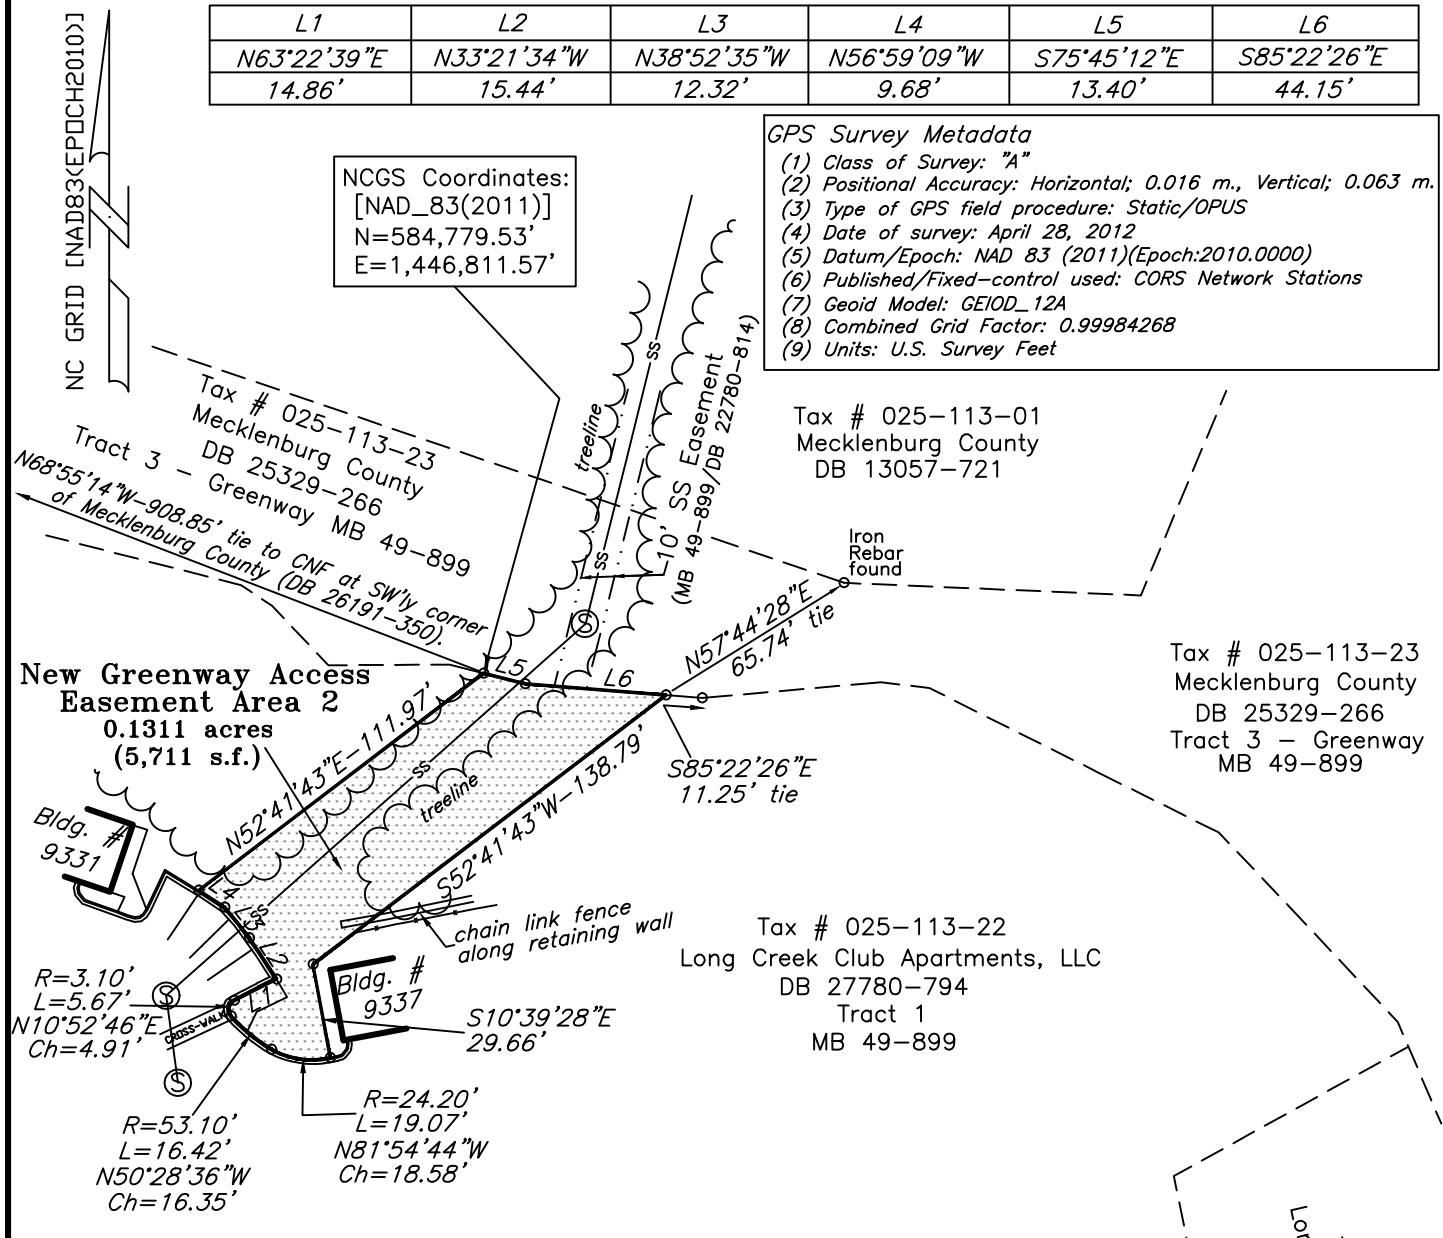 L1 L2 L3 L4 L5 L6
N63°22'39"E N33°21'34"W N38°52'35"W N56°59'09"W S75°45'12"E S85°22'26"E
14.86' 15.44' 12.32' 9.68' 13.40' 44.15'
NC GRID [NAD83<EPOCH2010>]
GPS Survey Metadata
(1) Class of Survey: "A"
(2) Positional Accuracy: Horizontal; 0.016 m., Vertical; 0.063 m.
(3) Type of GPS field procedure: Static/OPUS
(4) Date of survey: April 28, 2012
(5) Datum/Epoch: NAD 83 (2011)(Epoch:2010.0000)
(6) Published/Fixed-control used: CORS Network Stations
(7) Geoid Model: GEIOD_12A
(8) Combined Grid Factor: 0.99984268
(9) Units: U.S. Survey Feet
NCGS Coordinates:
[NAD_83(2011)]
N=584,779.53'
E=1,446,811.57'
Tax # 025-113-23
Mecklenburg County
DB 25329-266
Tract 3 - Greenway MB 49-899
N68°55'14"W-908.85' tie to CNF at SW'ly corner
of Mecklenburg County (DB 26191-350).
treeline
ss
ss
10' SS Easement
(MB 49-899/DB 22780-814)
Tax # 025-113-01
Mecklenburg County
DB 13057-721
Iron
Rebar
found
N57°44'28"E
65.74' tie
S
L5
L6
Tax # 025-113-23
Mecklenburg County
DB 25329-266
Tract 3 - Greenway
MB 49-899
New Greenway Access
Easement Area 2
0.1311 acres
(5,711 s.f.)
N52°41'43"E-111.97'
ss
treeline
S52°41'43"W-138.79'
S85°22'26"E
11.25' tie
Bldg. #
9331
L4
L3
L2
L1
ss
chain link fence
along retaining wall
Tax # 025-113-22
Long Creek Club Apartments, LLC
DB 27780-794
Tract 1
MB 49-899
Bldg. #
9337
S10°39'28"E
29.66'
R=3.10'
L=5.67'
N10°52'46"E
Ch=4.91'
S
CROSS-WALK
S
R=53.10'
L=16.42'
N50°28'36"W
Ch=16.35'
R=24.20'
L=19.07'
N81°54'44"W
Ch=18.58'
Lon